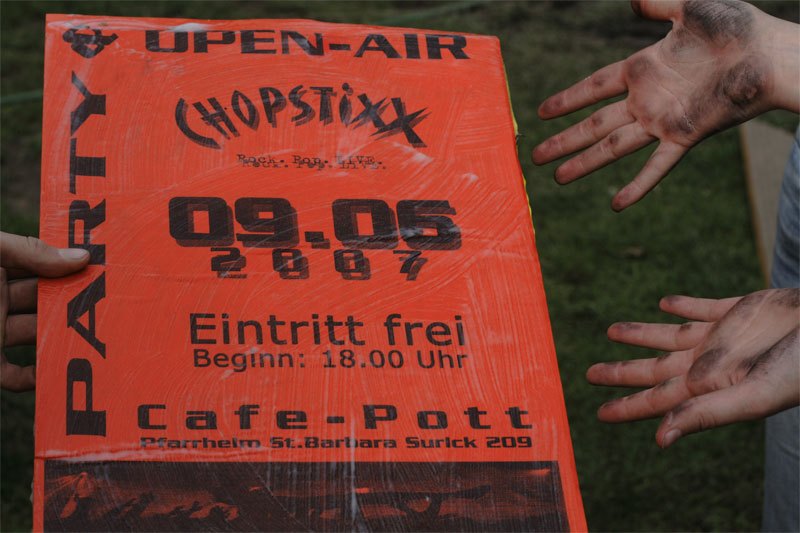 PARTY
OPEN-AIR
CHOPSTiXX
Rock. Pop. LIVE.
09.06
2007
Eintritt frei
Beginn: 18.00 Uhr
Cafe-Pott
Pfarrheim St.Barbara Surick 209